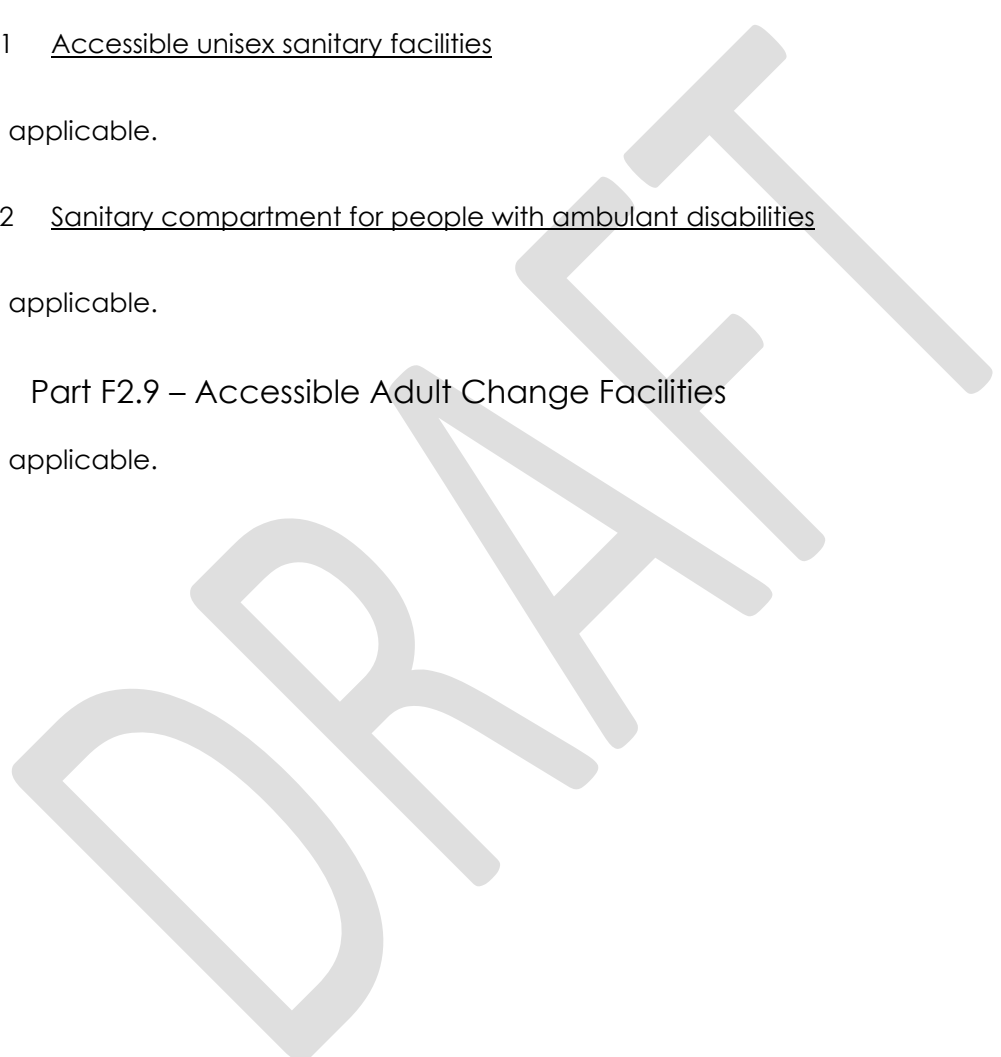 1 Accessible unisex sanitary facilities
applicable.
2 Sanitary compartment for people with ambulant disabilities
applicable.
Part F2.9 – Accessible Adult Change Facilities
applicable.
DRAFT